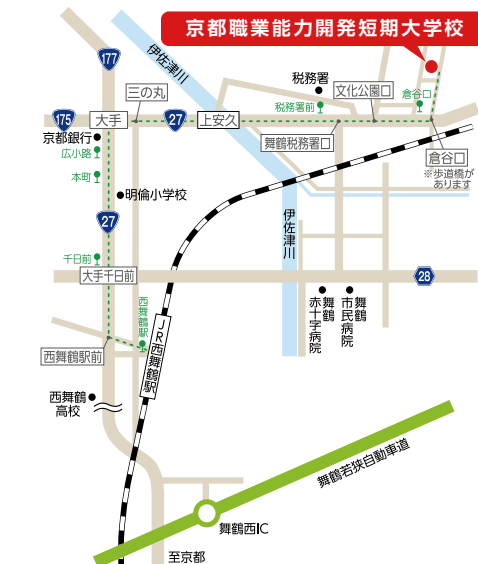 京都職業能力開発短期大学校
177
伊佐津川
税務署
三の丸
文化公園口
倉谷口
税務署前
175
大手
27
上安久
京都銀行
舞鶴税務署口
倉谷口
広小路
※歩道橋が
あります
本町
明倫小学校
27
伊佐津川
千日前
大手千日前
28
西舞鶴駅
舞鶴
赤十字病院
舞鶴
市民病院
JR西舞鶴駅
西舞鶴駅前
西舞鶴
高校
舞鶴若狭自動車道
舞鶴西IC
至京都